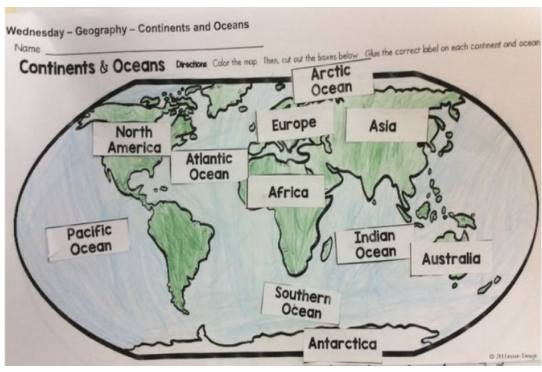 Wednesday – Geography – Continents and Oceans
Name
Continents & Oceans Directions Color the map. Then, cut out the boxes below. Glue the correct label on each continent and ocean
Arctic
Ocean
North
America
Europe
Asia
Atlantic
Ocean
Africa
Pacific
Ocean
Indian
Ocean
Australia
Southern
Ocean
Antarctica